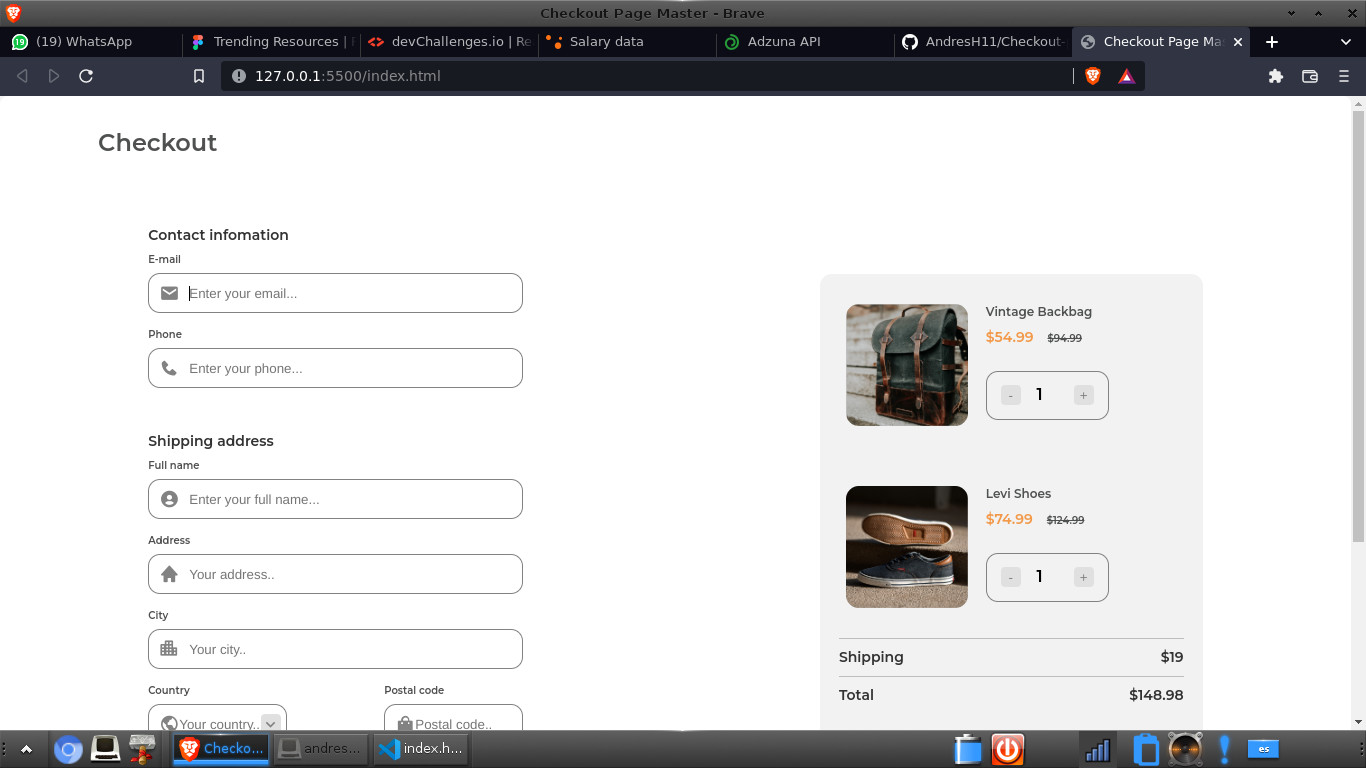 Checkout Page Master - Brave
(19) WhatsApp
Trending Resources |
devChallenges.io | Re
Salary data
Adzuna API
AndresH11/Checkout-
Checkout Page Mas
127.0.0.1:5500/index.html
Checkout
Contact infomation
E-mail
Enter your email...
Phone
Enter your phone...
Shipping address
Full name
Enter your full name...
Address
Your address..
City
Your city..
Country
Postal code
Your country..
Postal code..
Vintage Backbag
$54.99 $94.99
- 1 +
Levi Shoes
$74.99 $124.99
- 1 +
Shipping $19
Total $148.98
Checko...
andres...
index.h...
es